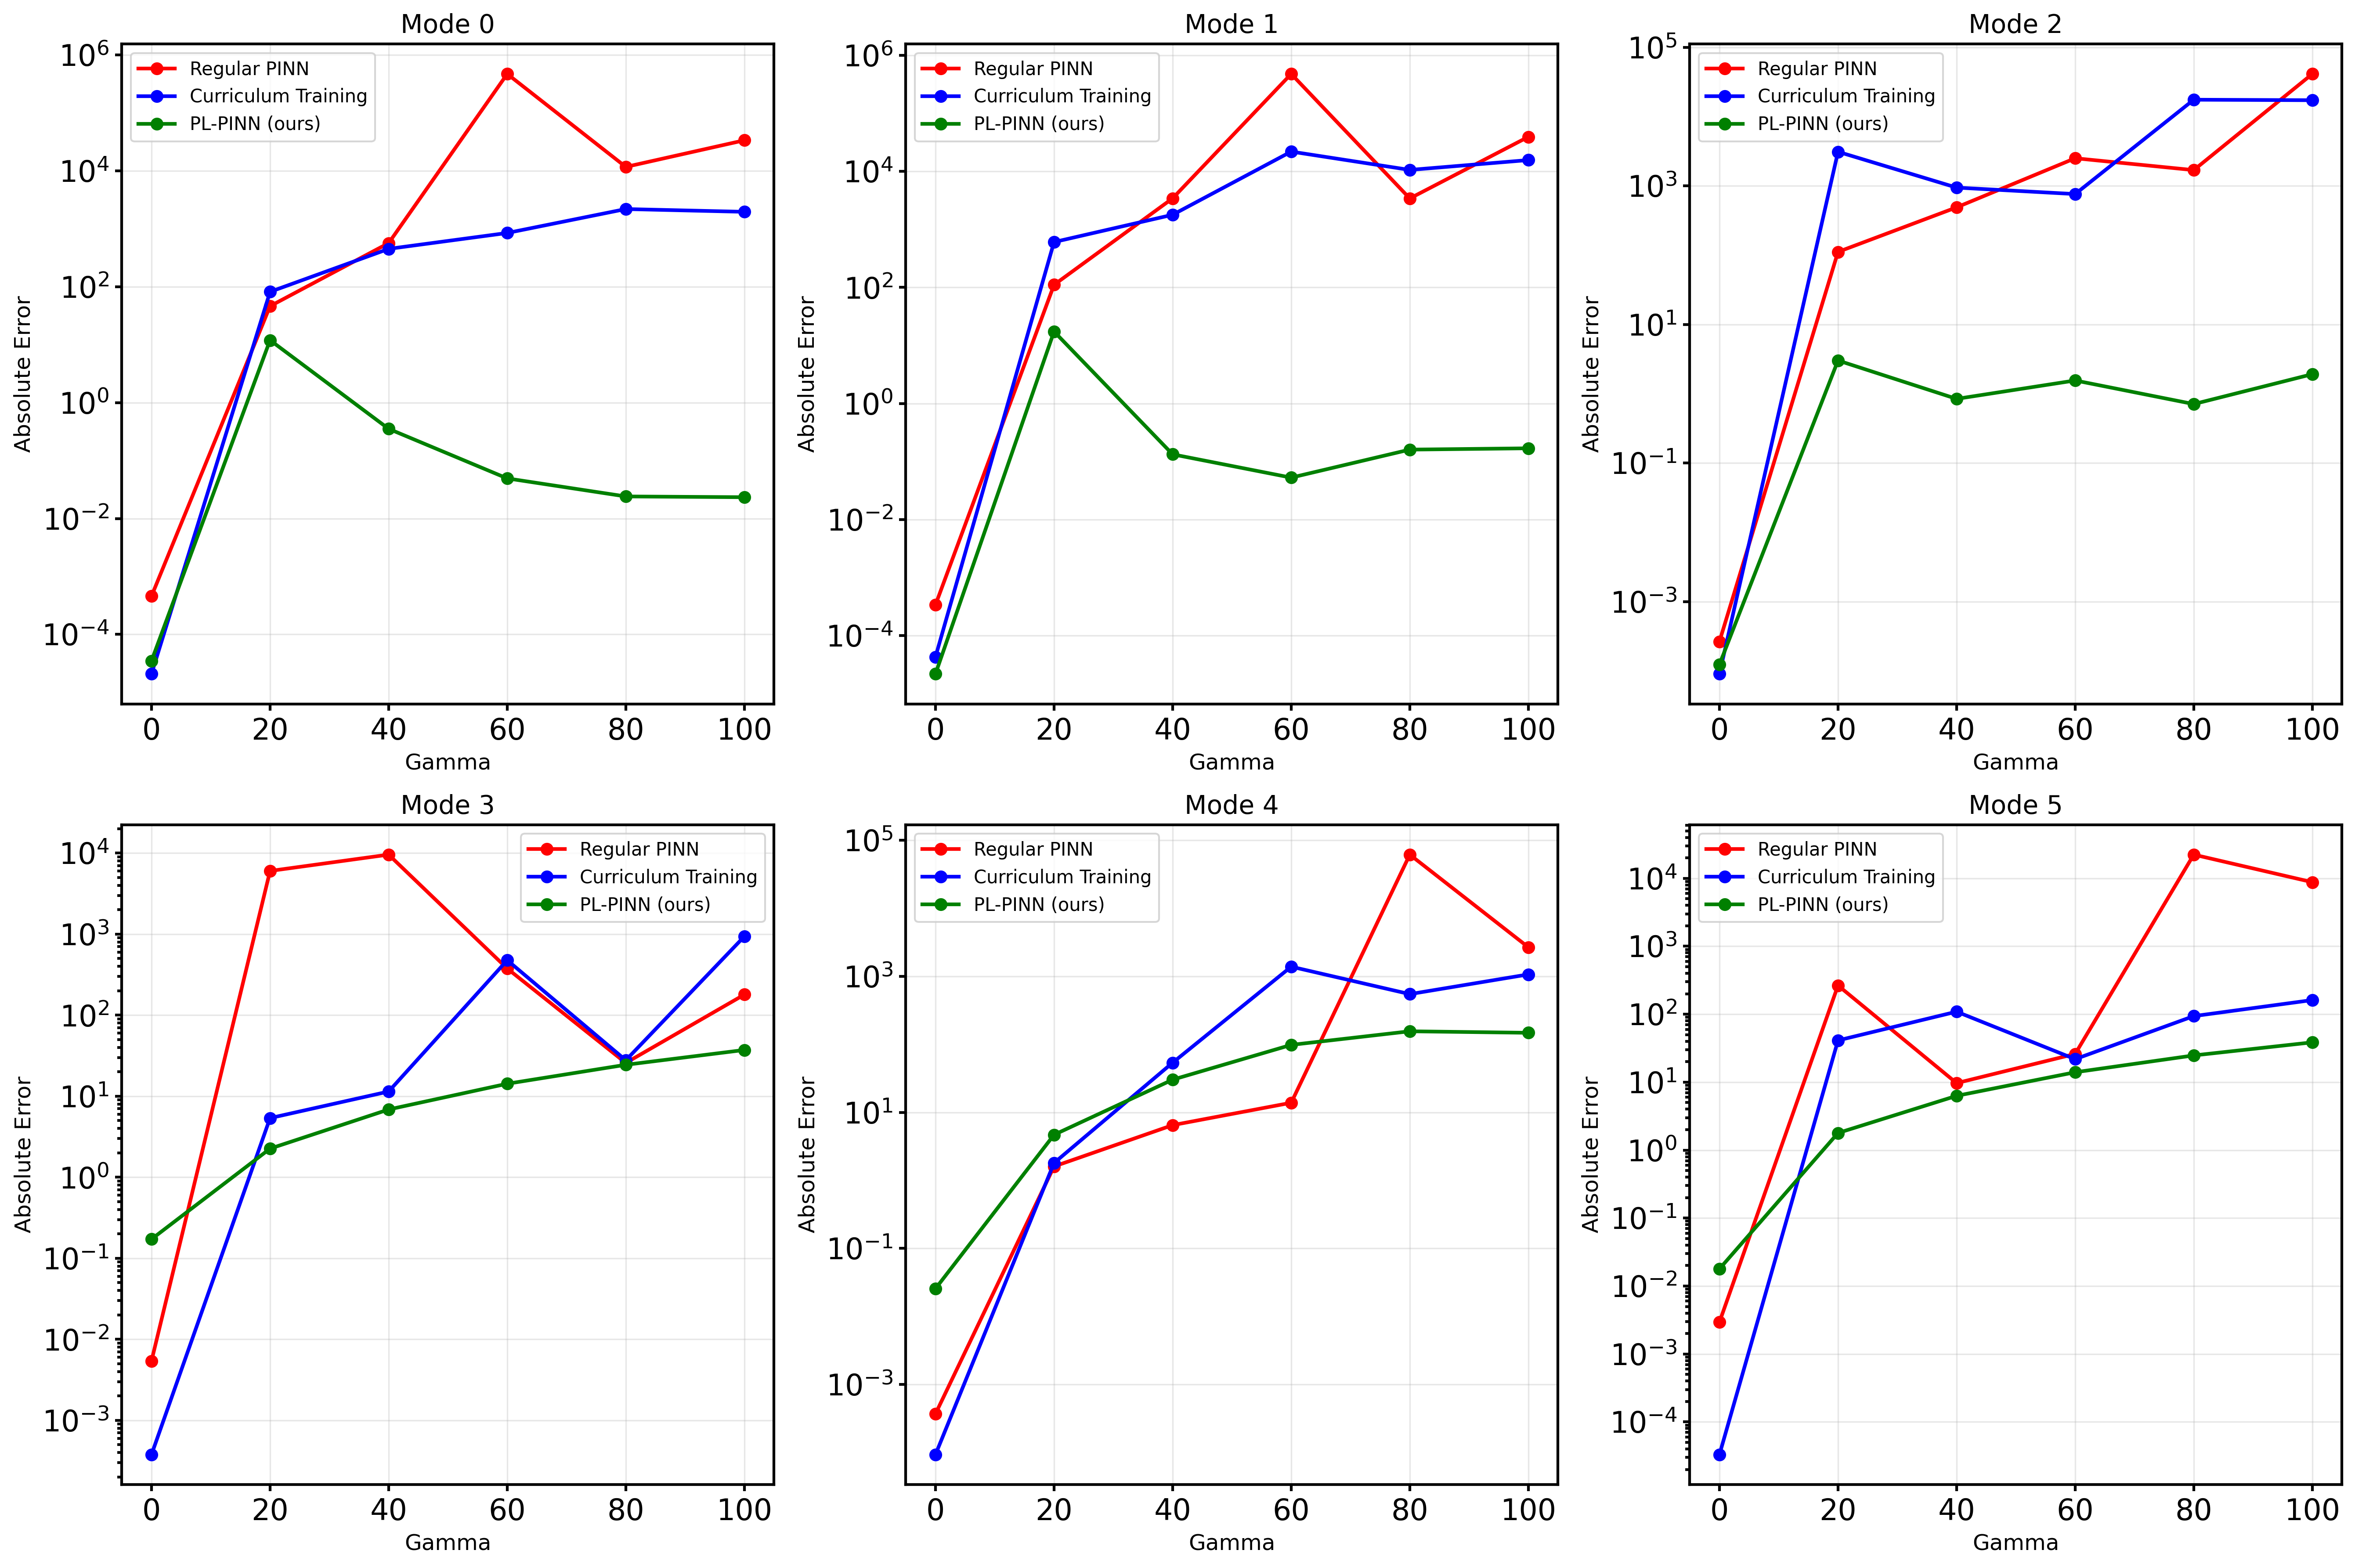 Mode 0
10^6
10^4
10^2
10^0
10^−2
10^−4
Absolute Error
Regular PINN
Curriculum Training
PL-PINN (ours)
0 20 40 60 80 100
Gamma
Mode 1
10^6
10^4
10^2
10^0
10^−2
10^−4
Absolute Error
Regular PINN
Curriculum Training
PL-PINN (ours)
0 20 40 60 80 100
Gamma
Mode 2
10^5
10^3
10^1
10^−1
10^−3
Absolute Error
Regular PINN
Curriculum Training
PL-PINN (ours)
0 20 40 60 80 100
Gamma
Mode 3
10^4
10^3
10^2
10^1
10^0
10^−1
10^−2
10^−3
Absolute Error
Regular PINN
Curriculum Training
PL-PINN (ours)
0 20 40 60 80 100
Gamma
Mode 4
10^5
10^3
10^1
10^−1
10^−3
Absolute Error
Regular PINN
Curriculum Training
PL-PINN (ours)
0 20 40 60 80 100
Gamma
Mode 5
10^4
10^3
10^2
10^1
10^0
10^−1
10^−2
10^−3
10^−4
Absolute Error
Regular PINN
Curriculum Training
PL-PINN (ours)
0 20 40 60 80 100
Gamma